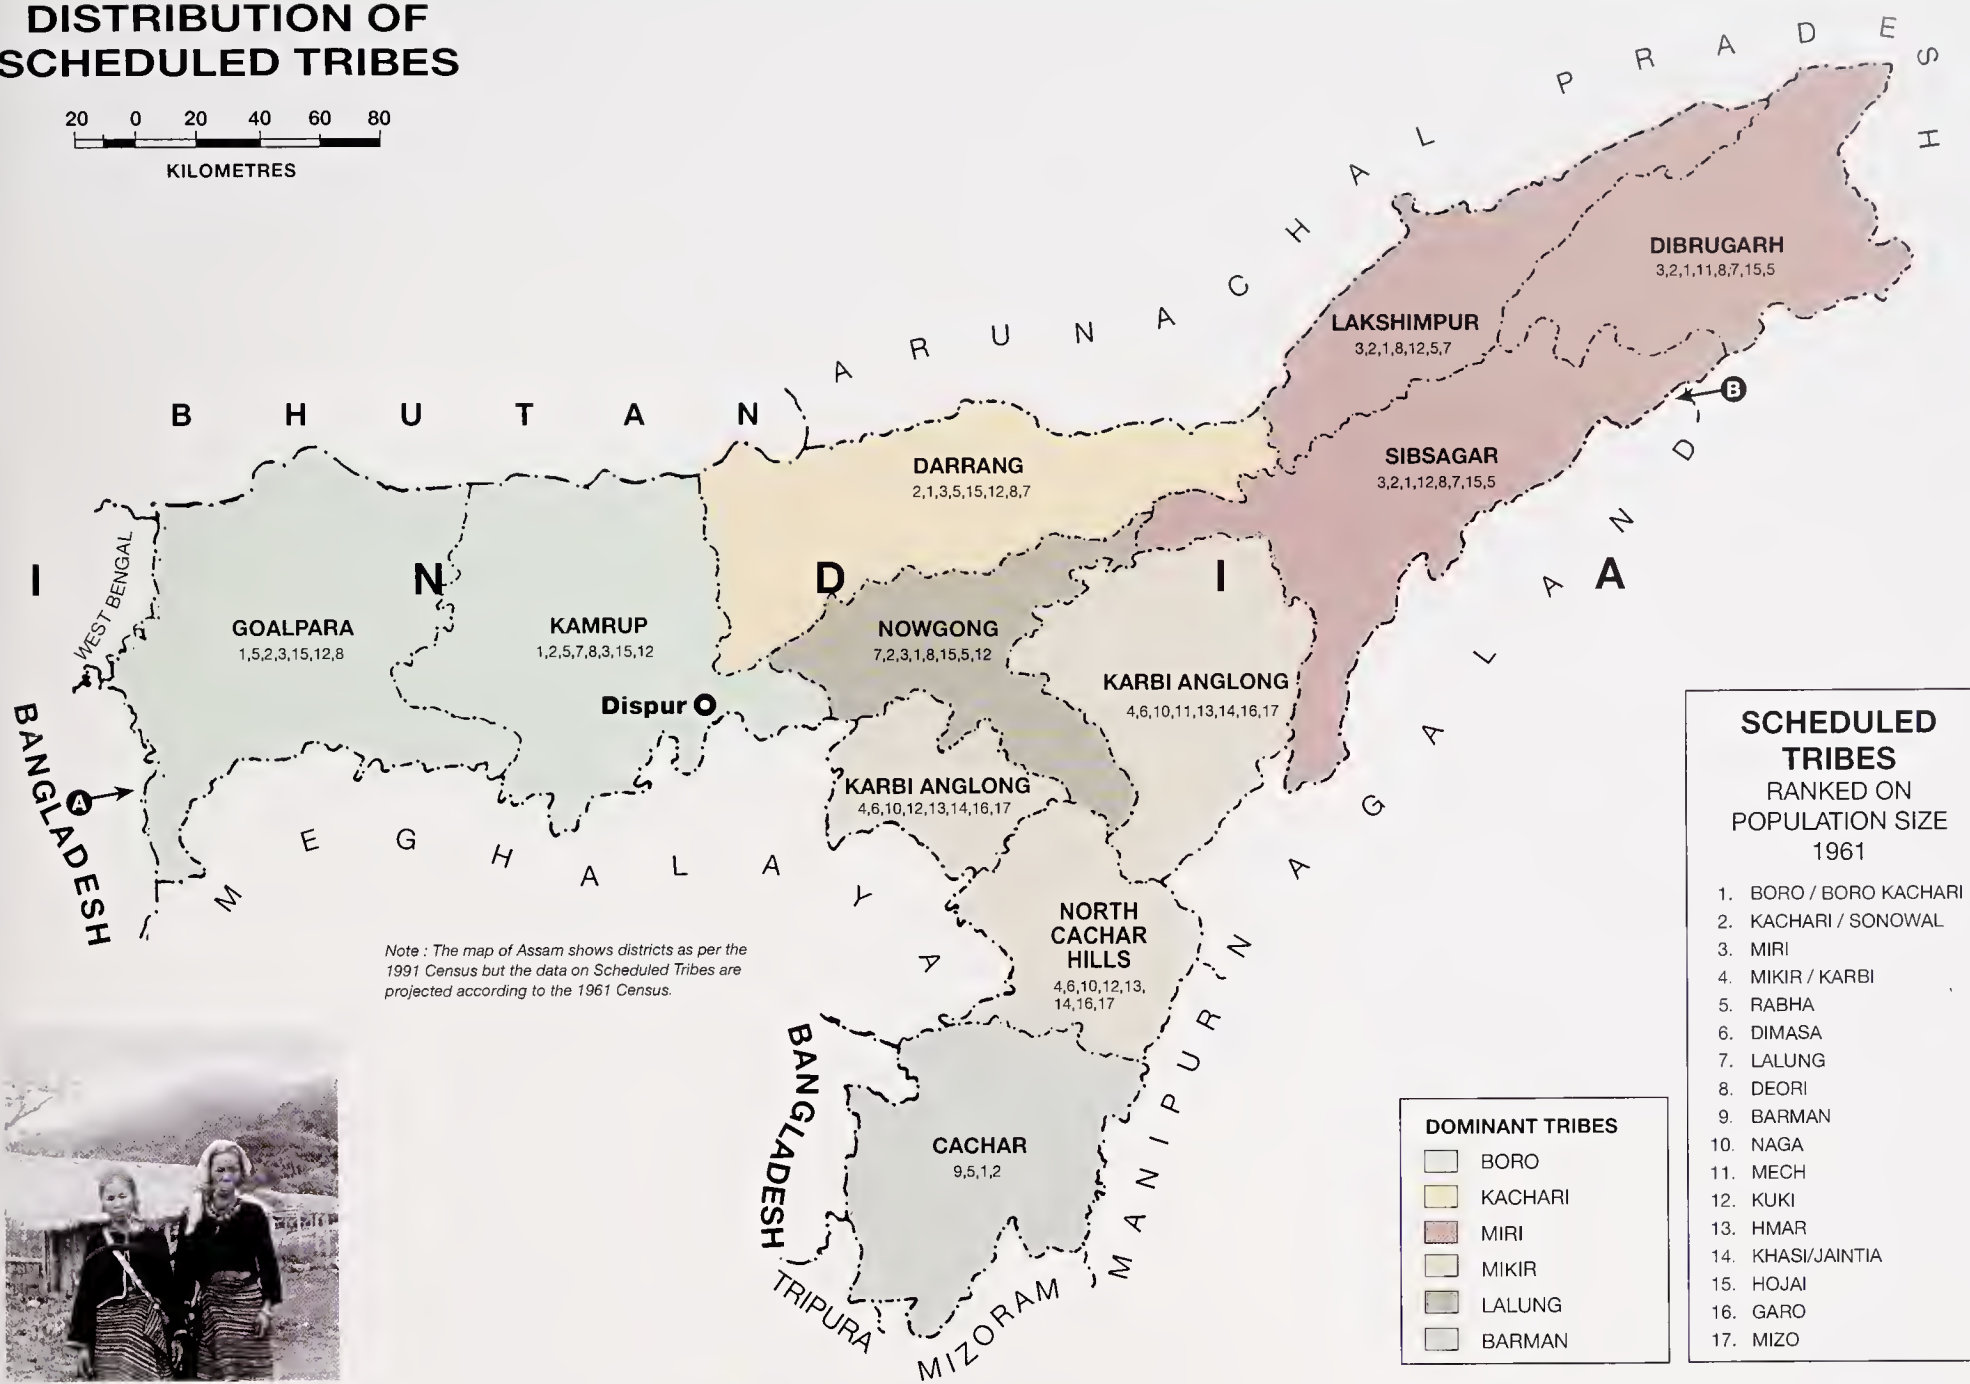 DISTRIBUTION OF
SCHEDULED TRIBES
20 0 20 40 60 80
KILOMETRES
ARUNACHAL PRADESH
BHUTAN
INDIA
WEST BENGAL
BANGLADESH
A
MEGHALAYA
NAGALAND
B
DIBRUGARH
3,2,1,11,8,7,15,5
LAKSHIMPUR
3,2,1,8,12,5,7
SIBSAGAR
3,2,1,12,8,7,15,5
DARRANG
2,1,3,5,15,12,8,7
GOALPARA
1,5,2,3,15,12,8
KAMRUP
1,2,5,7,8,3,15,12
Dispur
NOWGONG
7,2,3,1,8,15,5,12
KARBI ANGLONG
4,6,10,11,13,14,16,17
KARBI ANGLONG
4,6,10,12,13,14,16,17
NORTH
CACHAR
HILLS
4,6,10,12,13,
14,16,17
CACHAR
9,5,1,2
BANGLADESH
TRIPURA
MIZORAM
MANIPUR
Note : The map of Assam shows districts as per the
1991 Census but the data on Scheduled Tribes are
projected according to the 1961 Census.
DOMINANT TRIBES
BORO
KACHARI
MIRI
MIKIR
LALUNG
BARMAN
SCHEDULED
TRIBES
RANKED ON
POPULATION SIZE
1961
1. BORO / BORO KACHARI
2. KACHARI / SONOWAL
3. MIRI
4. MIKIR / KARBI
5. RABHA
6. DIMASA
7. LALUNG
8. DEORI
9. BARMAN
10. NAGA
11. MECH
12. KUKI
13. HMAR
14. KHASI/JAINTIA
15. HOJAI
16. GARO
17. MIZO